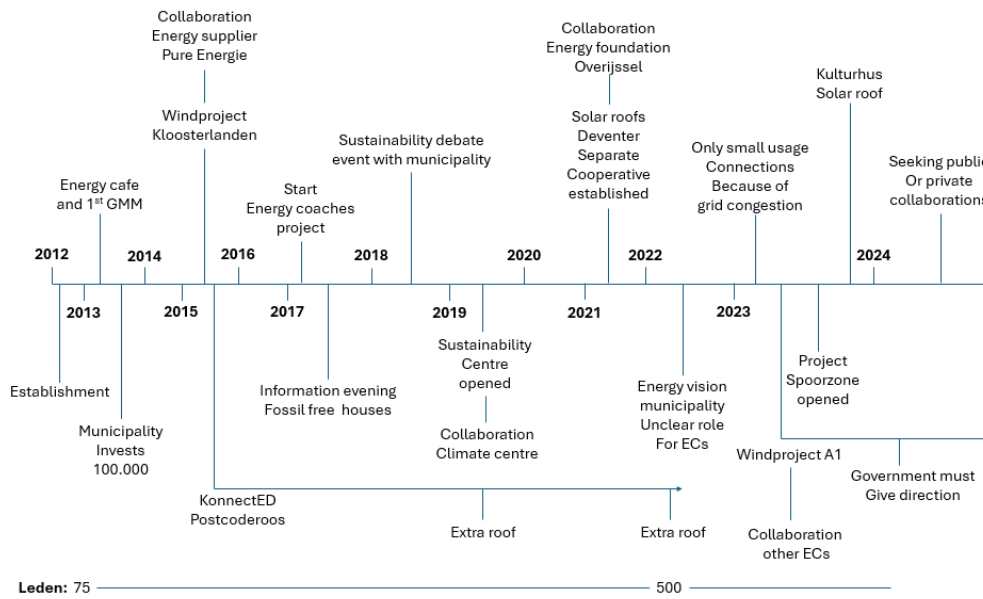 Collaboration
Energy supplier
Pure Energie
Windproject
Kloosterlanden
Collaboration
Energy foundation
Overijssel
Kulturhus
Solar roof
Solar roofs
Deventer
Separate
Cooperative
established
Sustainability debate
event with municipality
Only small usage
Connections
Because of
grid congestion
Seeking public
Or private
collaborations
Energy cafe
and 1st GMM
Start
Energy coaches
project
2012
2014
2016
2018
2020
2022
2024
2013
2015
2017
2019
2021
2023
Establishment
Municipality
Invests
100.000
Information evening
Fossil free houses
Sustainability
Centre
opened
Collaboration
Climate centre
Energy vision
municipality
Unclear role
For ECs
Project
Spoorzone
opened
Windproject A1
Government must
Give direction
KonnectED
Postcoderoos
Extra roof
Extra roof
Collaboration
other ECs
Leden: 75
500